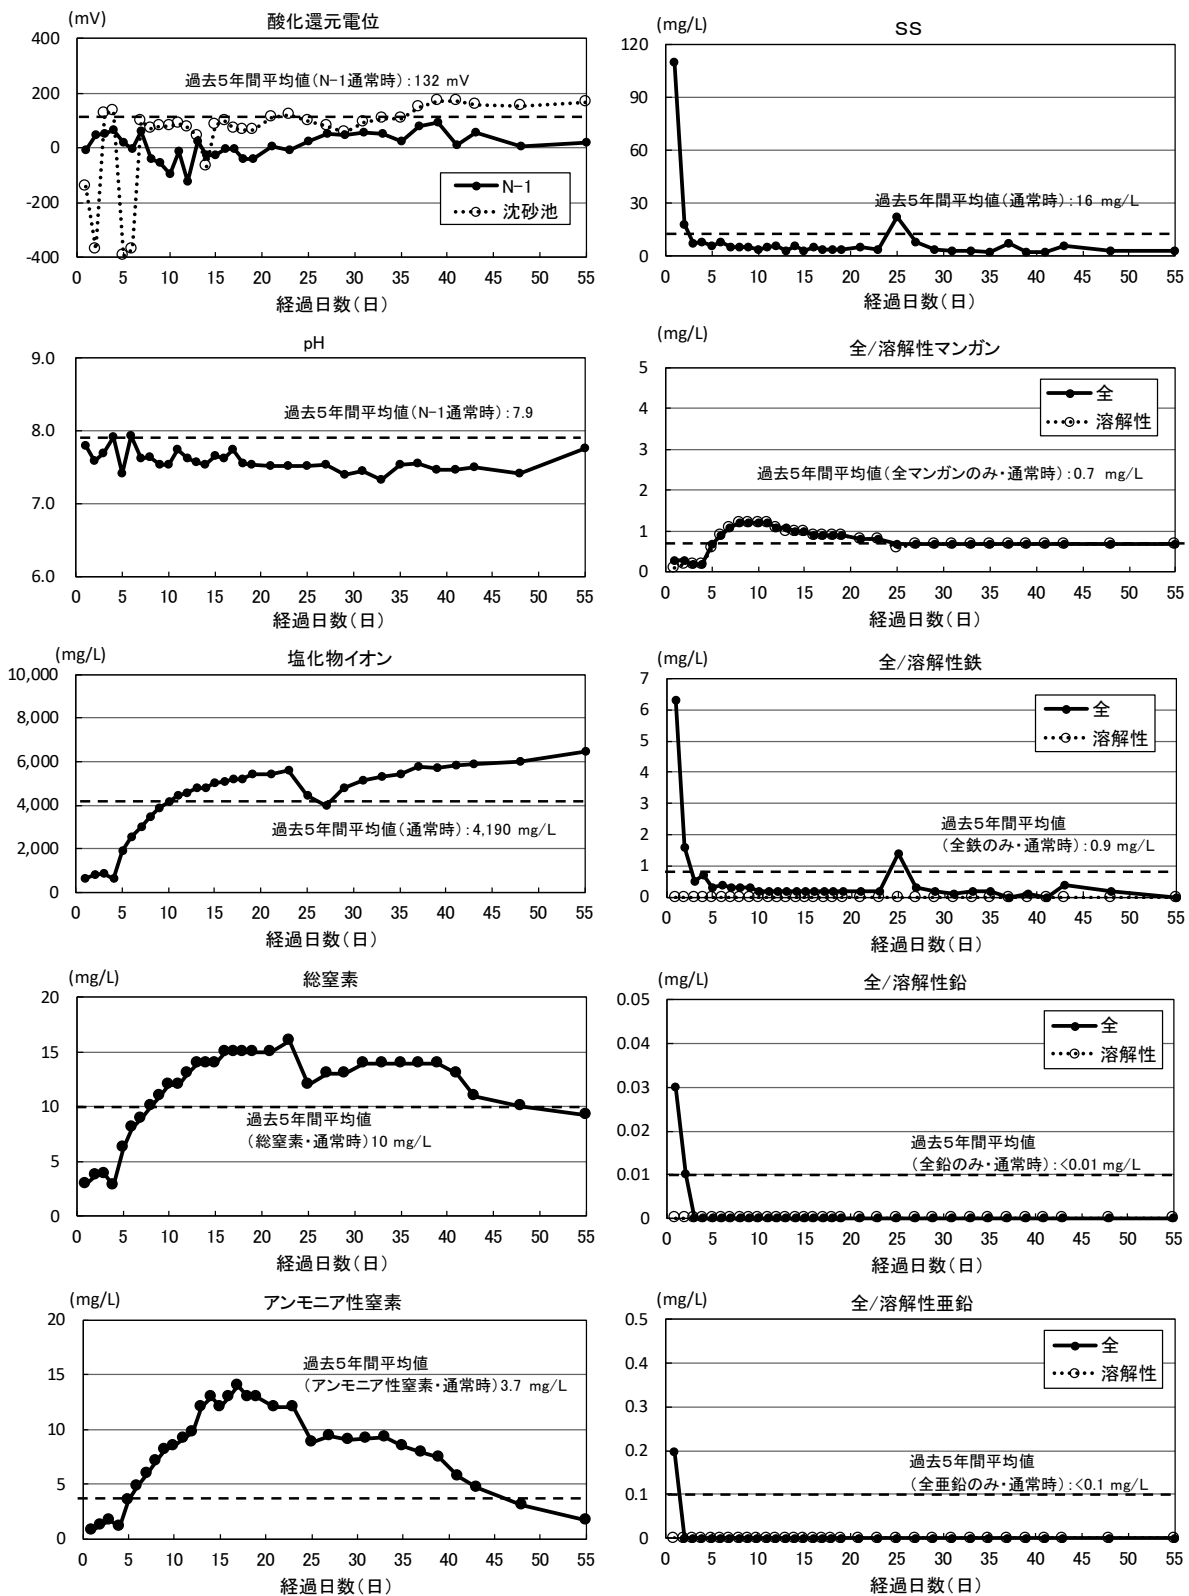 (mV)
酸化還元電位
400
200
0
-200
-400
過去5年間平均値(N-1通常時):132 mV
N-1
沈砂池
0 5 10 15 20 25 30 35 40 45 50 55
経過日数(日)
(mg/L)
SS
120
90
60
30
0
過去5年間平均値(通常時):16 mg/L
0 5 10 15 20 25 30 35 40 45 50 55
経過日数(日)
pH
9.0
8.0
7.0
6.0
過去5年間平均値(N-1通常時):7.9
0 5 10 15 20 25 30 35 40 45 50 55
経過日数(日)
(mg/L)
全/溶解性マンガン
5
4
3
2
1
0
全
溶解性
過去5年間平均値(全マンガンのみ・通常時):0.7 mg/L
0 5 10 15 20 25 30 35 40 45 50 55
経過日数(日)
(mg/L)
塩化物イオン
10,000
8,000
6,000
4,000
2,000
0
過去5年間平均値(通常時):4,190 mg/L
0 5 10 15 20 25 30 35 40 45 50 55
経過日数(日)
(mg/L)
全/溶解性鉄
7
6
5
4
3
2
1
0
全
溶解性
過去5年間平均値
(全鉄のみ・通常時):0.9 mg/L
0 5 10 15 20 25 30 35 40 45 50 55
経過日数(日)
(mg/L)
総窒素
20
15
10
5
0
過去5年間平均値
(総窒素・通常時)10 mg/L
0 5 10 15 20 25 30 35 40 45 50 55
経過日数(日)
(mg/L)
全/溶解性鉛
0.05
0.04
0.03
0.02
0.01
0
全
溶解性
過去5年間平均値
(全鉛のみ・通常時):<0.01 mg/L
0 5 10 15 20 25 30 35 40 45 50 55
経過日数(日)
(mg/L)
アンモニア性窒素
20
15
10
5
0
過去5年間平均値
(アンモニア性窒素・通常時)3.7 mg/L
0 5 10 15 20 25 30 35 40 45 50 55
経過日数(日)
(mg/L)
全/溶解性亜鉛
0.5
0.4
0.3
0.2
0.1
0
全
溶解性
過去5年間平均値
(全亜鉛のみ・通常時):<0.1 mg/L
0 5 10 15 20 25 30 35 40 45 50 55
経過日数(日)